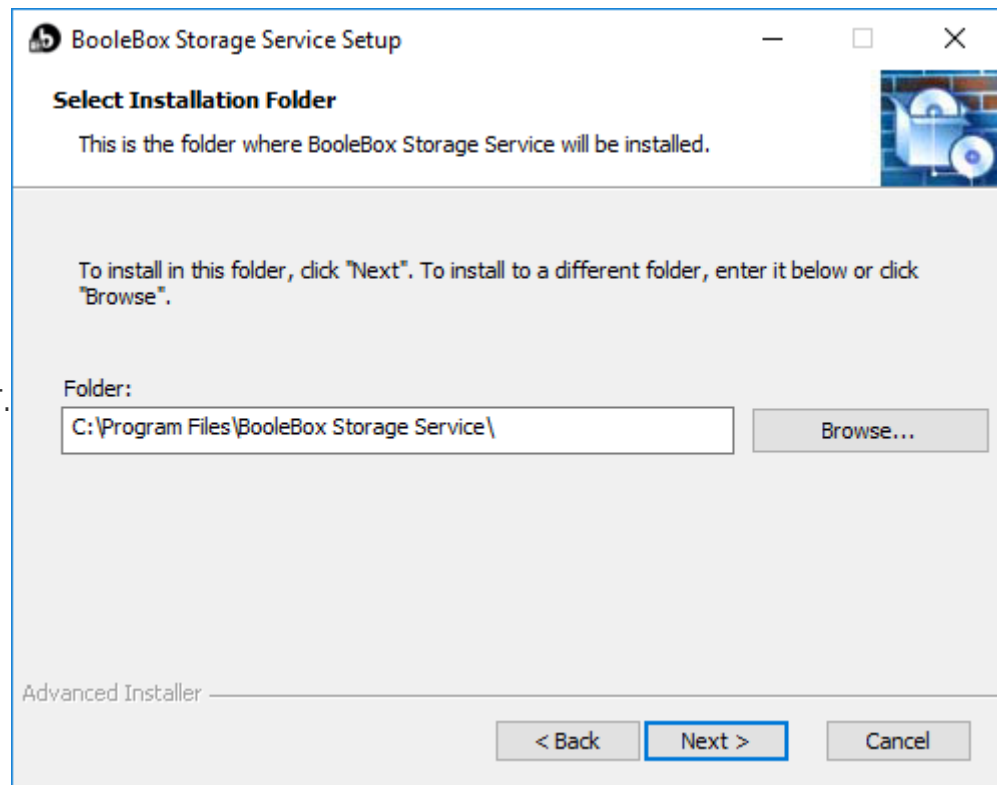 BooleBox Storage Service Setup
Select Installation Folder
This is the folder where BooleBox Storage Service will be installed.
To install in this folder, click "Next". To install to a different folder, enter it below or click
"Browse".
Folder:
C:\Program Files\BooleBox Storage Service\
Browse...
Advanced Installer
< Back
Next >
Cancel